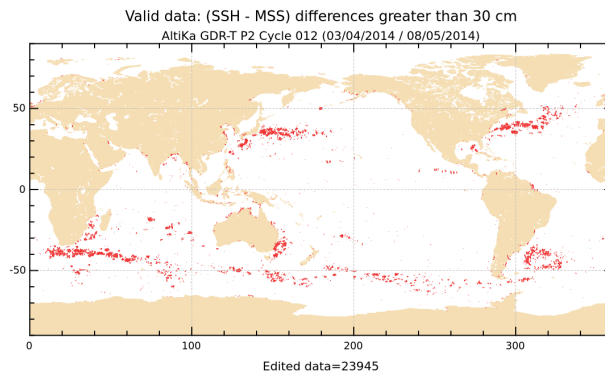 Valid data: (SSH - MSS) differences greater than 30 cm
AltiKa GDR-T P2 Cycle 012 (03/04/2014 / 08/05/2014)
50
0
-50
0 100 200 300
Edited data=23945